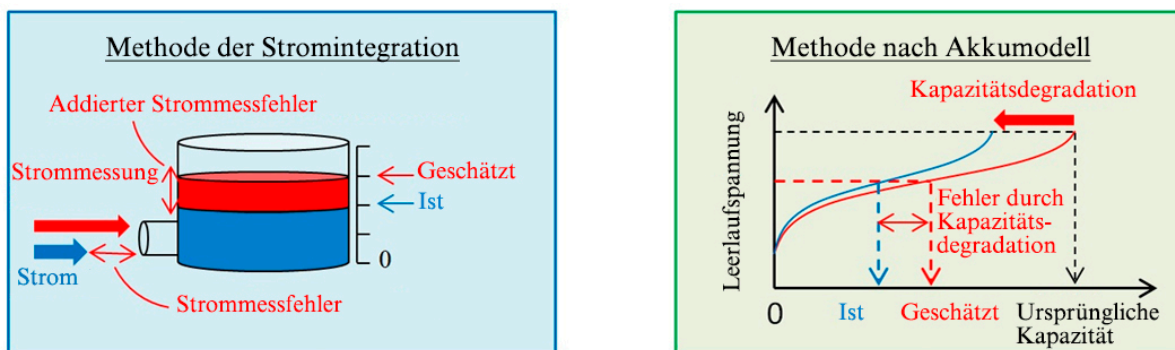 Methode der Stromintegration
Addierter Strommessfehler
Strommessung
Geschätzt
Ist
0
Strom
Strommessfehler
Methode nach Akkumodell
Kapazitätsdegradation
Leerlaufspannung
Fehler durch
Kapazitäts-
degradation
0
Ist
Geschätzt
Ursprüngliche
Kapazität